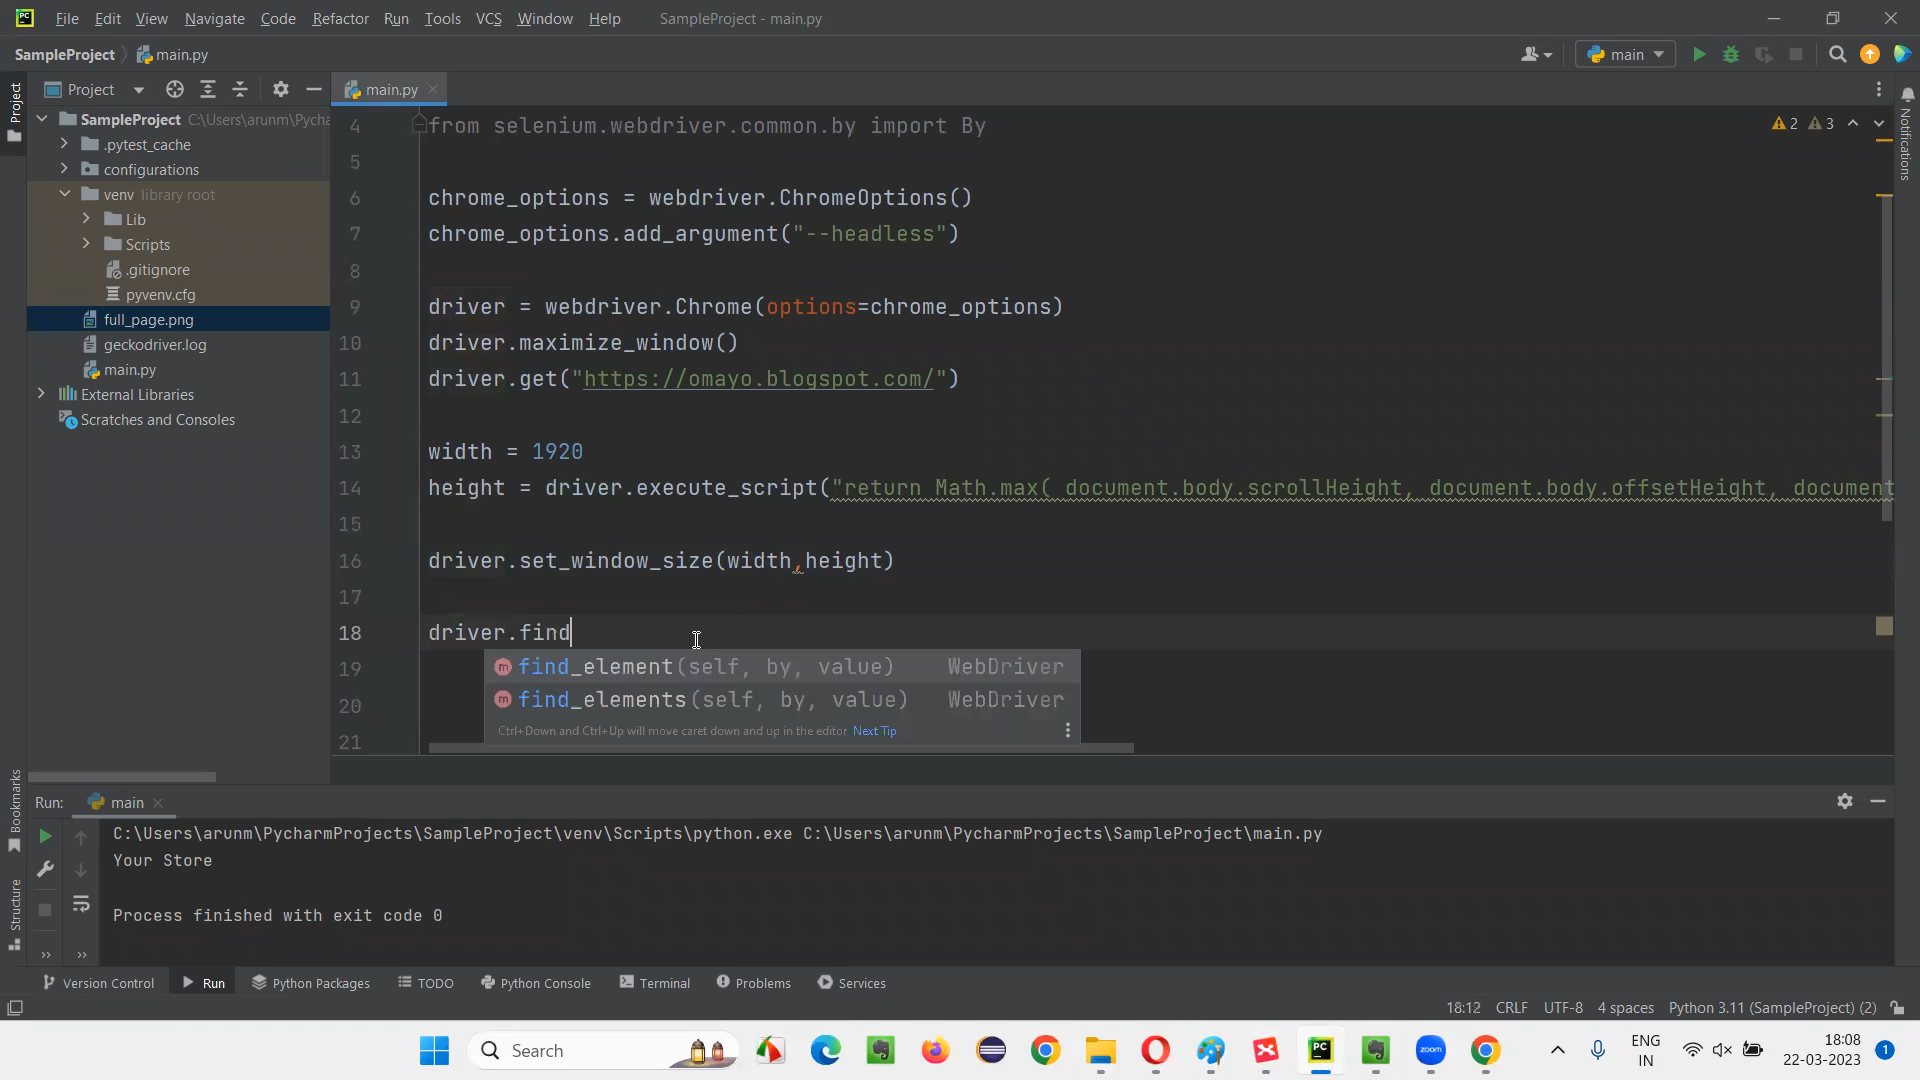 File Edit View Navigate Code Refactor Run Tools VCS Window Help SampleProject - main.py
SampleProject main.py
main
Project
main.py
Project
SampleProject C:\Users\arunm\Pycha
.pytest_cache
configurations
venv library root
Lib
Scripts
.gitignore
pyvenv.cfg
full_page.png
geckodriver.log
main.py
External Libraries
Scratches and Consoles
2 3
4 from selenium.webdriver.common.by import By
5
6 chrome_options = webdriver.ChromeOptions()
7 chrome_options.add_argument("--headless")
8
9 driver = webdriver.Chrome(options=chrome_options)
10 driver.maximize_window()
11 driver.get("https://omayo.blogspot.com/")
12
13 width = 1920
14 height = driver.execute_script("return Math.max( document.body.scrollHeight, document.body.offsetHeight, document
15
16 driver.set_window_size(width,height)
17
18 driver.find
19
20
21
find_element(self, by, value) WebDriver
find_elements(self, by, value) WebDriver
Ctrl+Down and Ctrl+Up will move caret down and up in the editor Next Tip
Notifications
Bookmarks
Structure
Run: main
C:\Users\arunm\PycharmProjects\SampleProject\venv\Scripts\python.exe C:\Users\arunm\PycharmProjects\SampleProject\main.py
Your Store
Process finished with exit code 0
Version Control Run Python Packages TODO Python Console Terminal Problems Services
18:12 CRLF UTF-8 4 spaces Python 3.11 (SampleProject) (2)
Search
PC
zoom
ENG
IN
18:08
22-03-2023
1